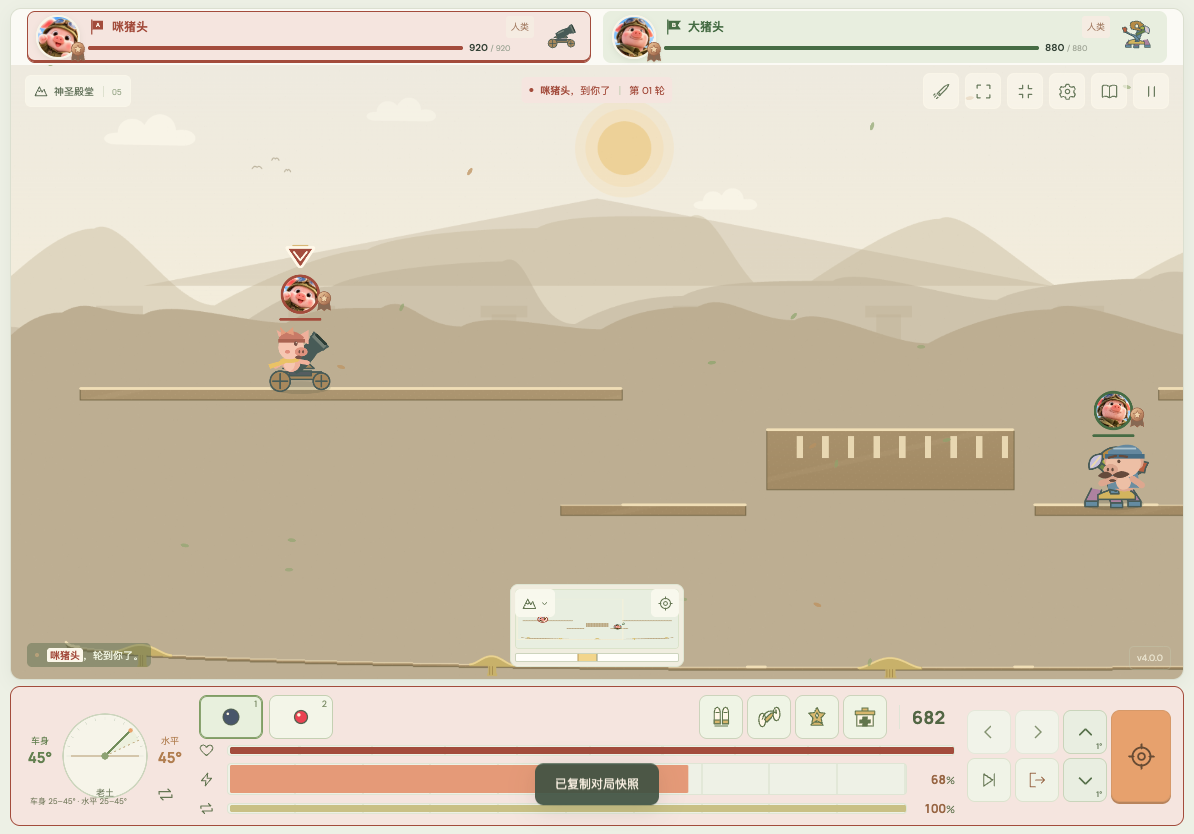 咪猪头
人类
920 / 920
大猪头
人类
880 / 880
神圣殿堂
05
咪猪头，到你了
第 01 轮
咪猪头，轮到你了。
v4.0.0
车身
45°
水平
45°
老土
车身 25–45° · 水平 25–45°
1
2
682
68%
100%
1°
1°
已复制对局快照